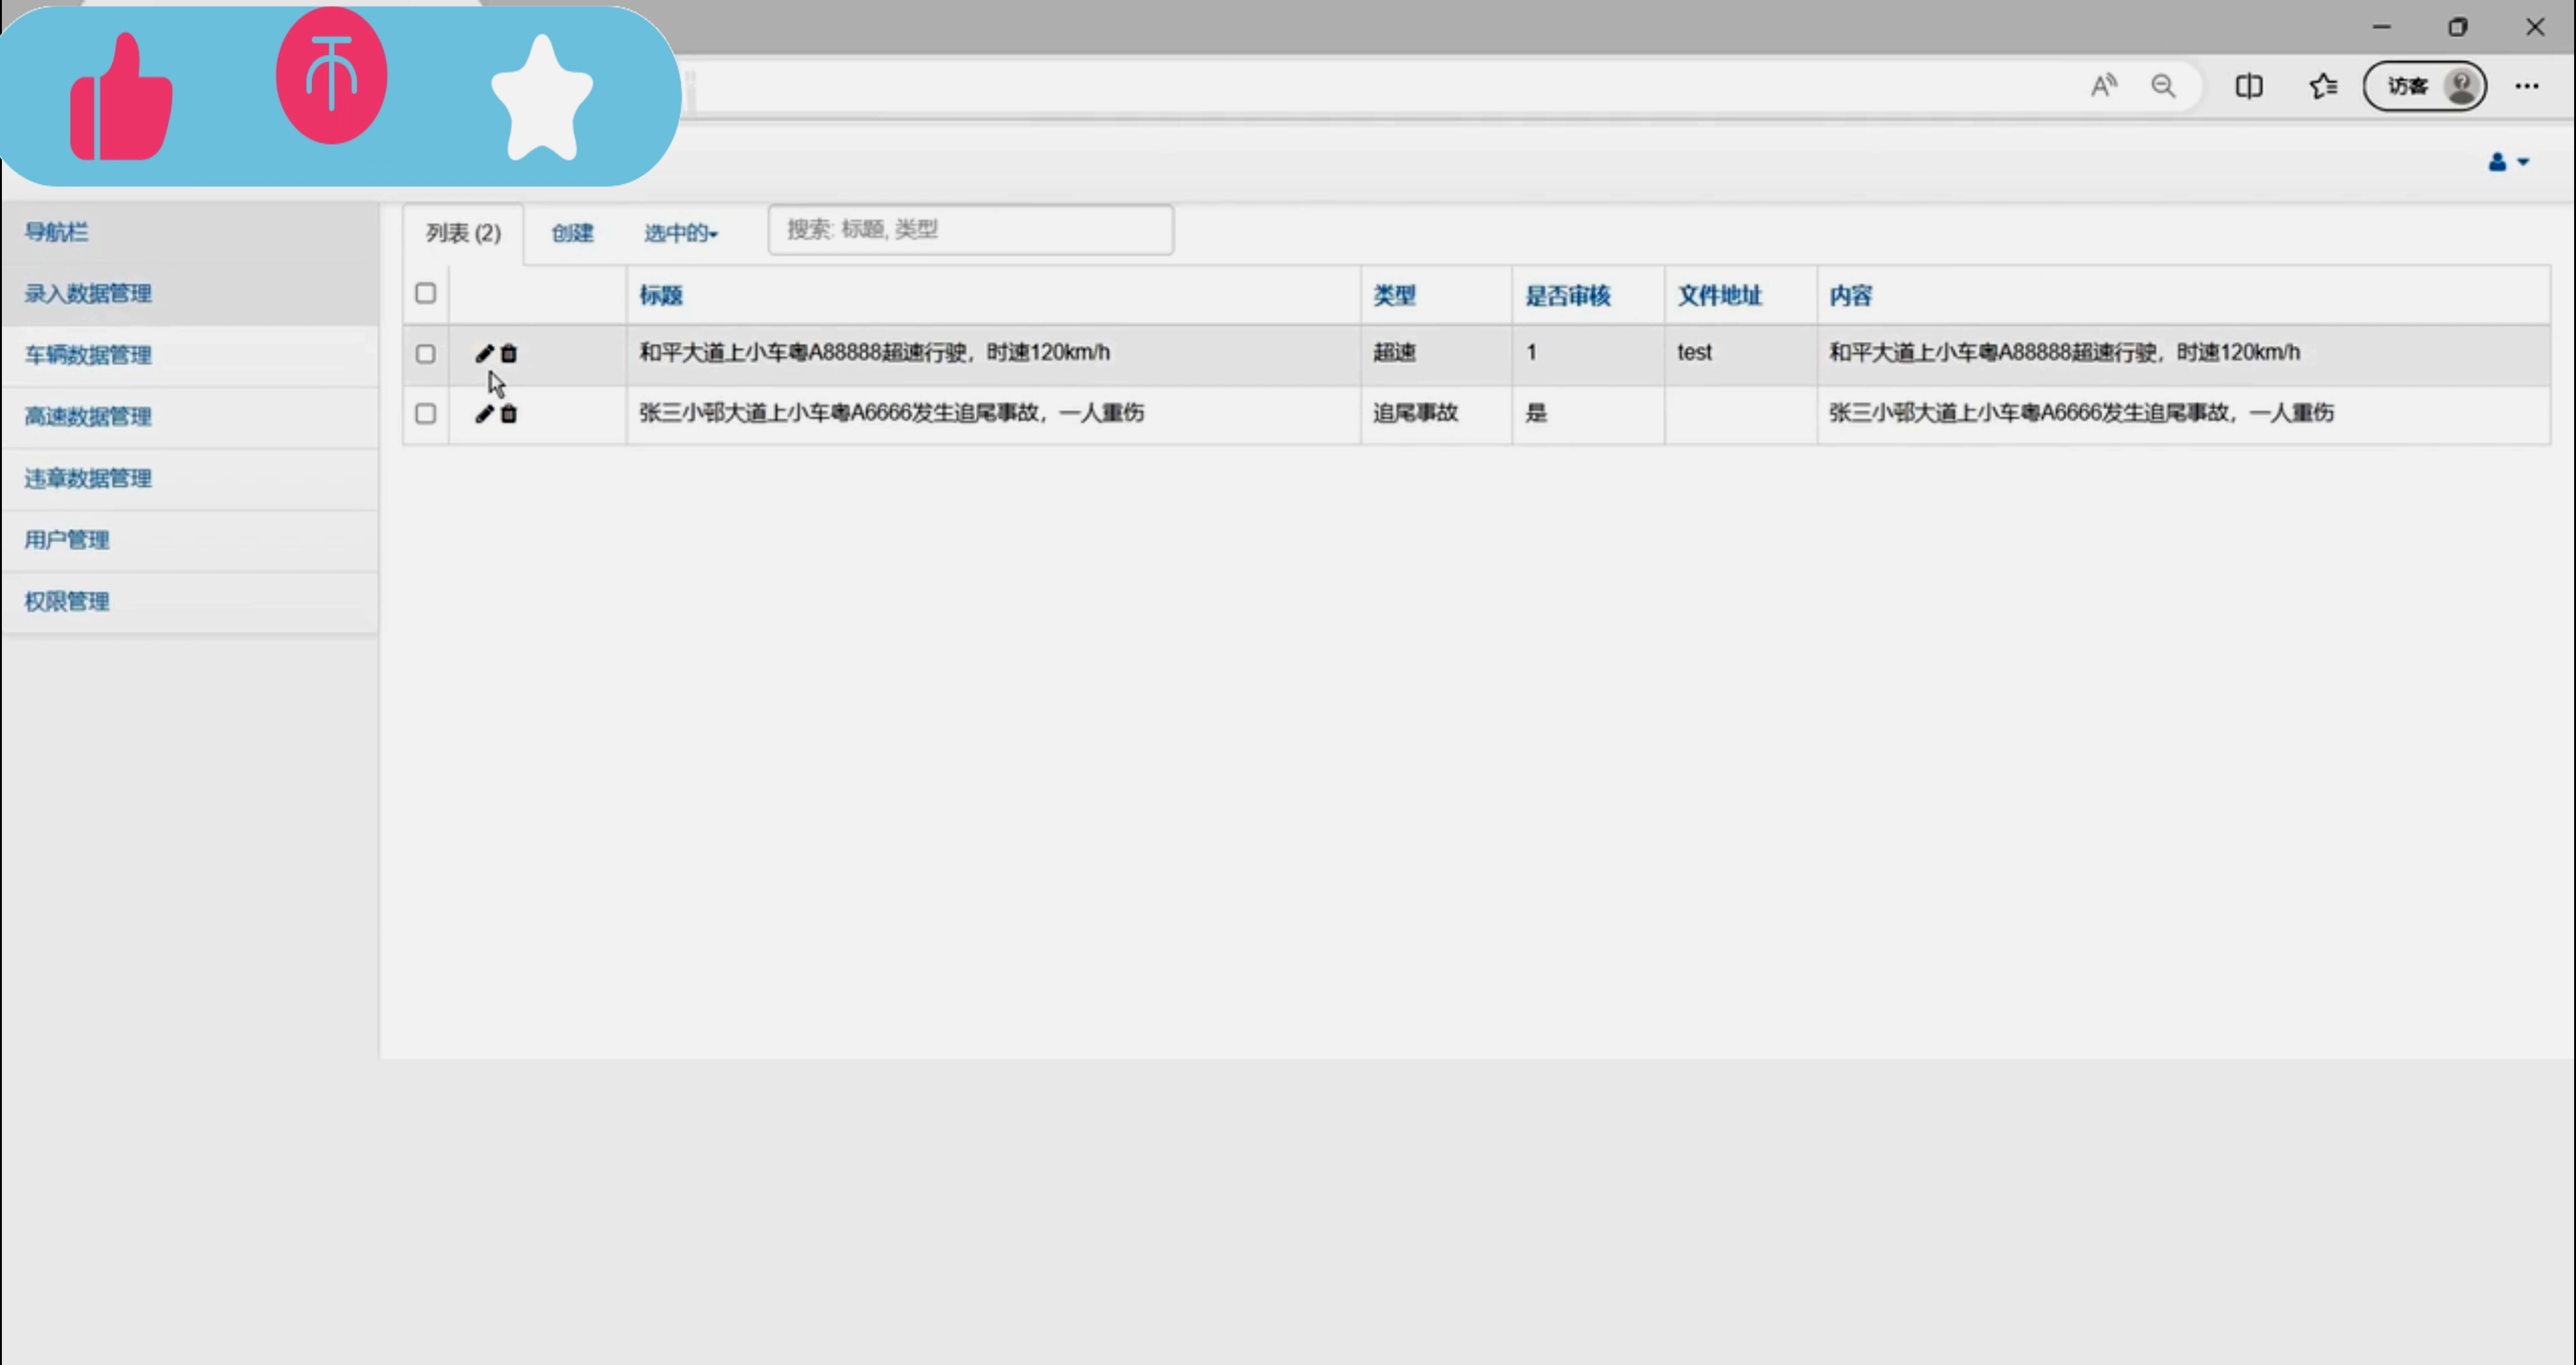 访客
导航栏
录入数据管理
车辆数据管理
高速数据管理
违章数据管理
用户管理
权限管理
列表 (2) 创建 选中的 搜索: 标题, 类型
标题 类型 是否审核 文件地址 内容
和平大道上小车粤A88888超速行驶，时速120km/h 超速 1 test 和平大道上小车粤A88888超速行驶，时速120km/h
张三小鄂大道上小车粤A6666发生追尾事故，一人重伤 追尾事故 是 张三小鄂大道上小车粤A6666发生追尾事故，一人重伤